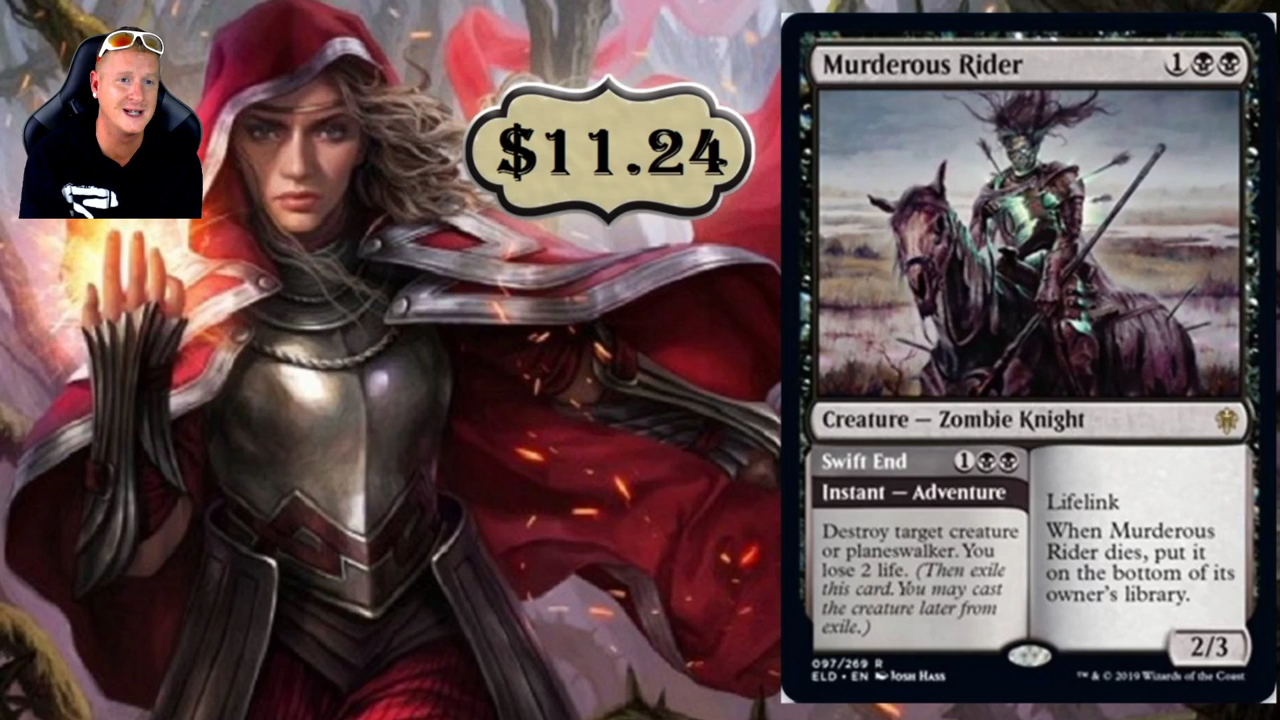 $11.24
Murderous Rider 1
Creature — Zombie Knight
Swift End 1
Instant — Adventure
Destroy target creature
or planeswalker. You
lose 2 life. (Then exile
this card. You may cast
the creature later from
exile.)
Lifelink
When Murderous
Rider dies, put it
on the bottom of its
owner's library.
2/3
097/269 R
ELD • EN Josh Hass
™ & © 2019 Wizards of the Coast